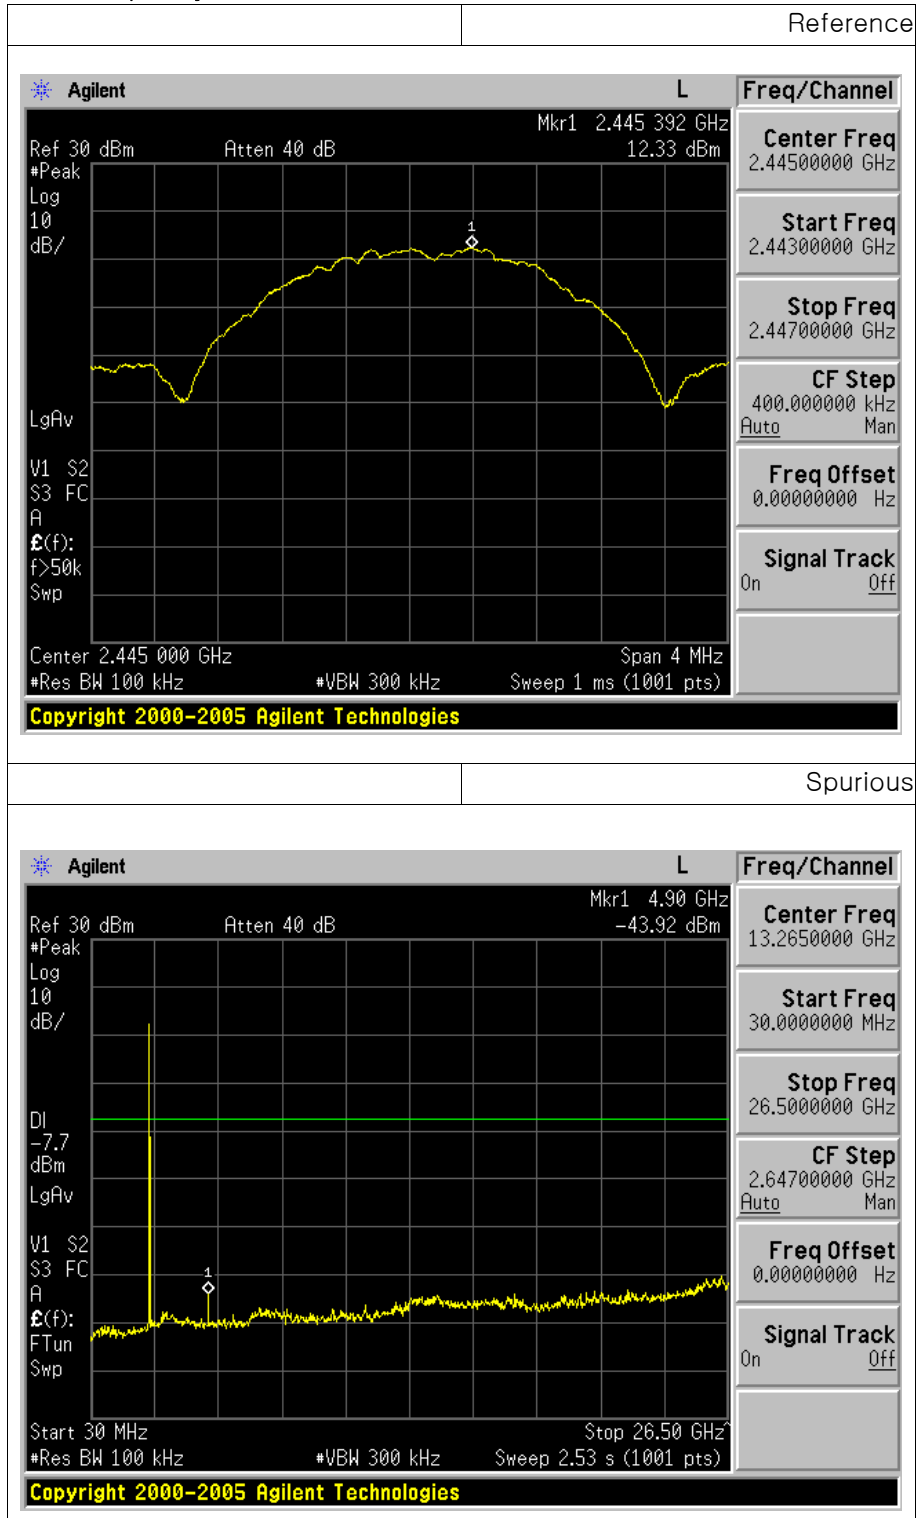 Reference
Agilent L Freq/Channel
Mkr1 2.445 392 GHz
Ref 30 dBm Atten 40 dB 12.33 dBm
#Peak
Log
10
dB/
1
LgAv
V1 S2
S3 FC
A
£(f):
f>50k
Swp
Center 2.445 000 GHz Span 4 MHz
#Res BW 100 kHz #VBW 300 kHz Sweep 1 ms (1001 pts)
Copyright 2000-2005 Agilent Technologies
Center Freq
2.44500000 GHz
Start Freq
2.44300000 GHz
Stop Freq
2.44700000 GHz
CF Step
400.000000 kHz
Auto Man
Freq Offset
0.00000000 Hz
Signal Track
On Off
Spurious
Agilent L Freq/Channel
Mkr1 4.90 GHz
Ref 30 dBm Atten 40 dB -43.92 dBm
#Peak
Log
10
dB/
DI
-7.7
dBm
LgAv
1
V1 S2
S3 FC
A
£(f):
FTun
Swp
Start 30 MHz Stop 26.50 GHz^
#Res BW 100 kHz #VBW 300 kHz Sweep 2.53 s (1001 pts)
Copyright 2000-2005 Agilent Technologies
Center Freq
13.2650000 GHz
Start Freq
30.0000000 MHz
Stop Freq
26.5000000 GHz
CF Step
2.64700000 GHz
Auto Man
Freq Offset
0.00000000 Hz
Signal Track
On Off